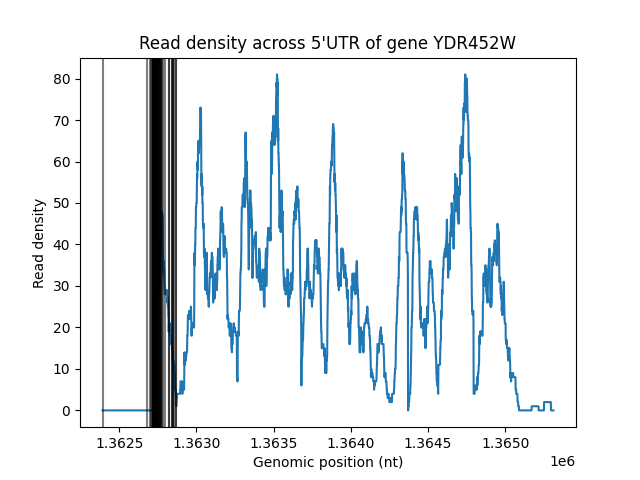 Read density across 5'UTR of gene YDR452W
Read density
80
70
60
50
40
30
20
10
0
1.3625 1.3630 1.3635 1.3640 1.3645 1.3650
1e6
Genomic position (nt)